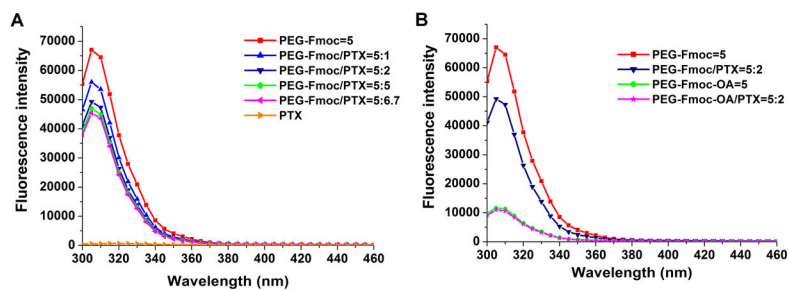 A
Fluorescence intensity
70000
60000
50000
40000
30000
20000
10000
0
300 320 340 360 380 400 420 440 460
Wavelength (nm)
PEG-Fmoc=5
PEG-Fmoc/PTX=5:1
PEG-Fmoc/PTX=5:2
PEG-Fmoc/PTX=5:5
PEG-Fmoc/PTX=5:6.7
PTX
B
Fluorescence intensity
70000
60000
50000
40000
30000
20000
10000
0
300 320 340 360 380 400 420 440 460
Wavelength (nm)
PEG-Fmoc=5
PEG-Fmoc/PTX=5:2
PEG-Fmoc-OA=5
PEG-Fmoc-OA/PTX=5:2